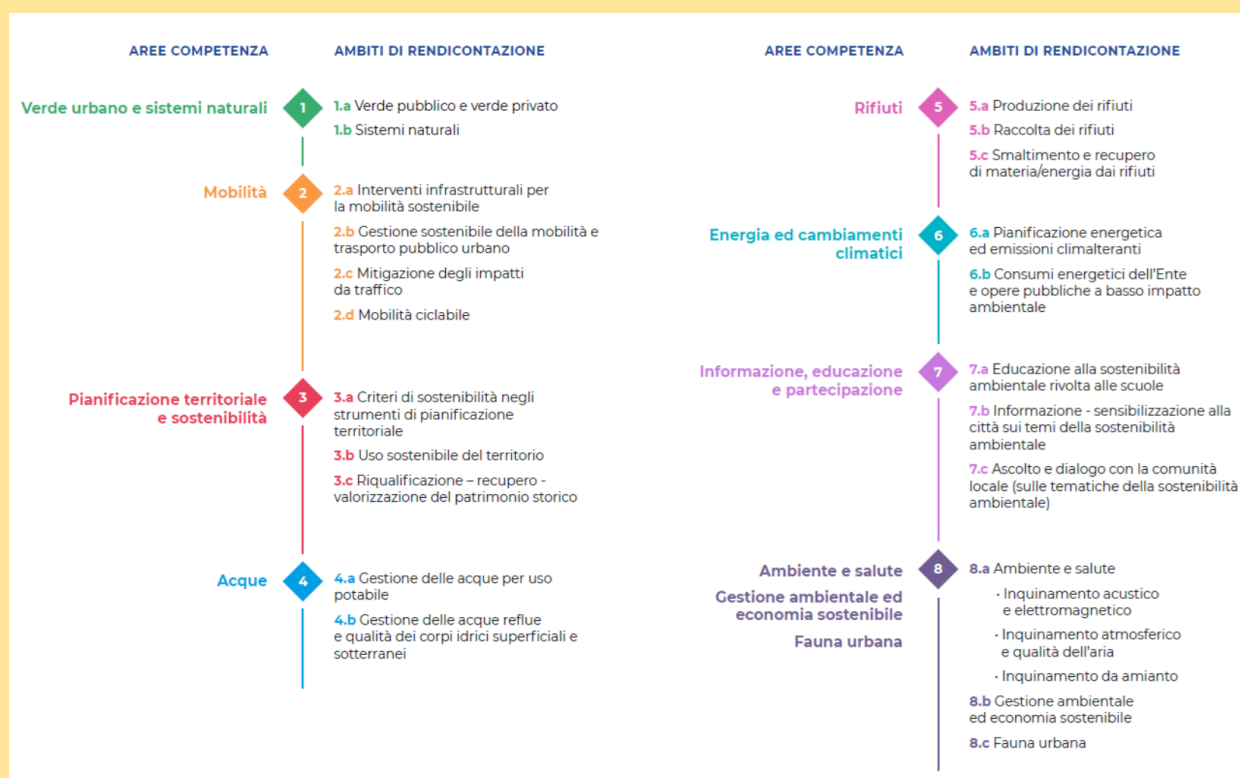 AREE COMPETENZA
AMBITI DI RENDICONTAZIONE
Verde urbano e sistemi naturali
1
1.a Verde pubblico e verde privato
1.b Sistemi naturali
Mobilità
2
2.a Interventi infrastrutturali per
la mobilità sostenibile
2.b Gestione sostenibile della mobilità e
trasporto pubblico urbano
2.c Mitigazione degli impatti
da traffico
2.d Mobilità ciclabile
Pianificazione territoriale
e sostenibilità
3
3.a Criteri di sostenibilità negli
strumenti di pianificazione
territoriale
3.b Uso sostenibile del territorio
3.c Riqualificazione – recupero -
valorizzazione del patrimonio storico
Acque
4
4.a Gestione delle acque per uso
potabile
4.b Gestione delle acque reflue
e qualità dei corpi idrici superficiali e
sotterranei
AREE COMPETENZA
AMBITI DI RENDICONTAZIONE
Rifiuti
5
5.a Produzione dei rifiuti
5.b Raccolta dei rifiuti
5.c Smaltimento e recupero
di materia/energia dai rifiuti
Energia ed cambiamenti
climatici
6
6.a Pianificazione energetica
ed emissioni climalteranti
6.b Consumi energetici dell'Ente
e opere pubbliche a basso impatto
ambientale
Informazione, educazione
e partecipazione
7
7.a Educazione alla sostenibilità
ambientale rivolta alle scuole
7.b Informazione - sensibilizzazione alla
città sui temi della sostenibilità
ambientale
7.c Ascolto e dialogo con la comunità
locale (sulle tematiche della sostenibilità
ambientale)
Ambiente e salute
Gestione ambientale ed
economia sostenibile
Fauna urbana
8
8.a Ambiente e salute
· Inquinamento acustico
e elettromagnetico
· Inquinamento atmosferico
e qualità dell'aria
· Inquinamento da amianto
8.b Gestione ambientale
ed economia sostenibile
8.c Fauna urbana